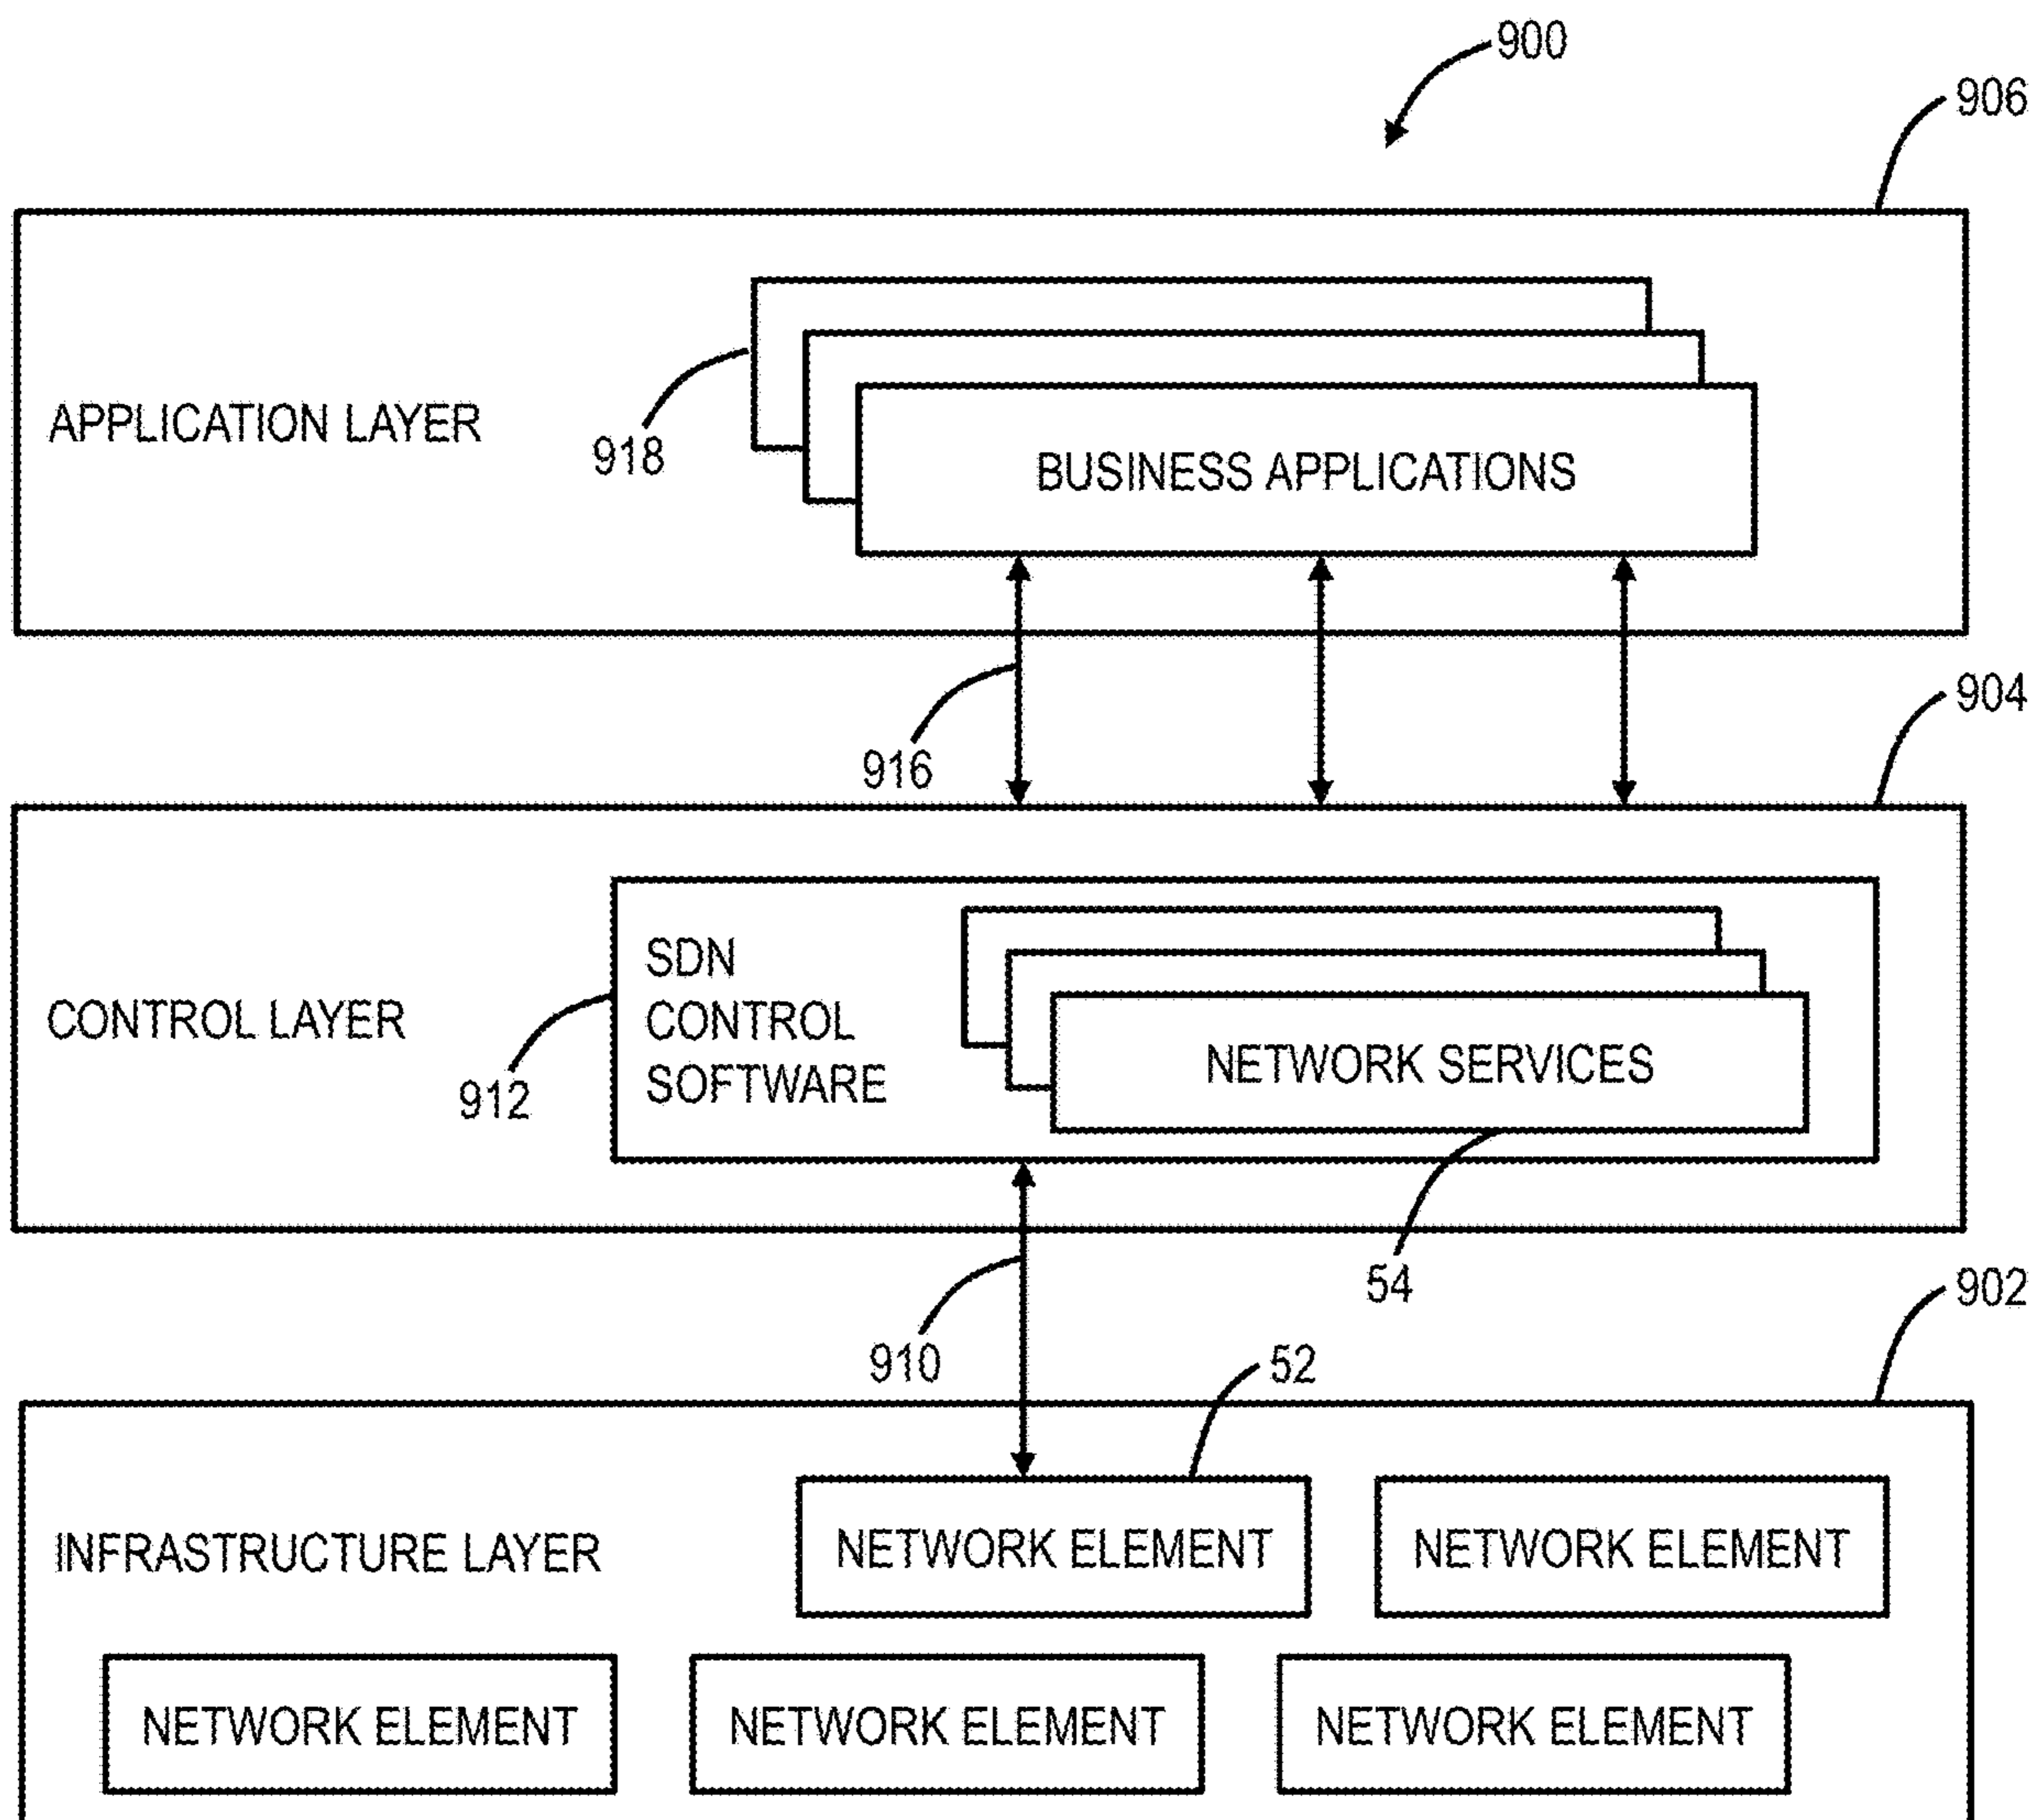 900
906
APPLICATION LAYER
918
BUSINESS APPLICATIONS
916
904
CONTROL LAYER
912
SDN
CONTROL
SOFTWARE
NETWORK SERVICES
54
902
910
52
INFRASTRUCTURE LAYER
NETWORK ELEMENT
NETWORK ELEMENT
NETWORK ELEMENT
NETWORK ELEMENT
NETWORK ELEMENT